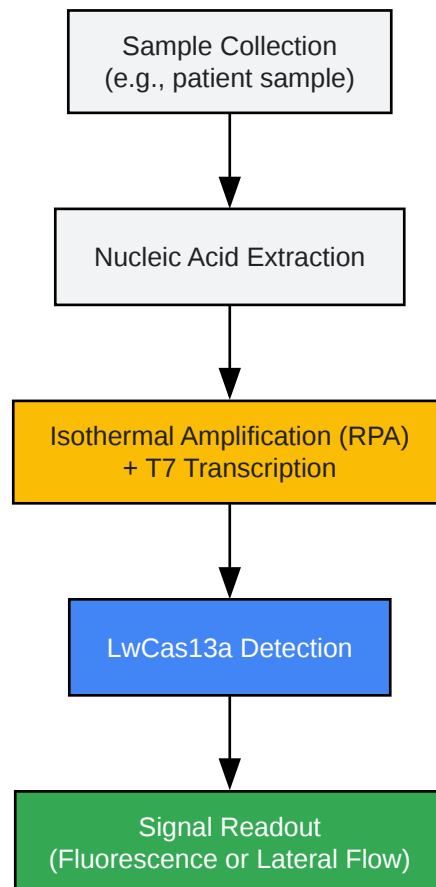 Sample Collection
(e.g., patient sample)
Nucleic Acid Extraction
Isothermal Amplification (RPA)
+ T7 Transcription
LwCas13a Detection
Signal Readout
(Fluorescence or Lateral Flow)